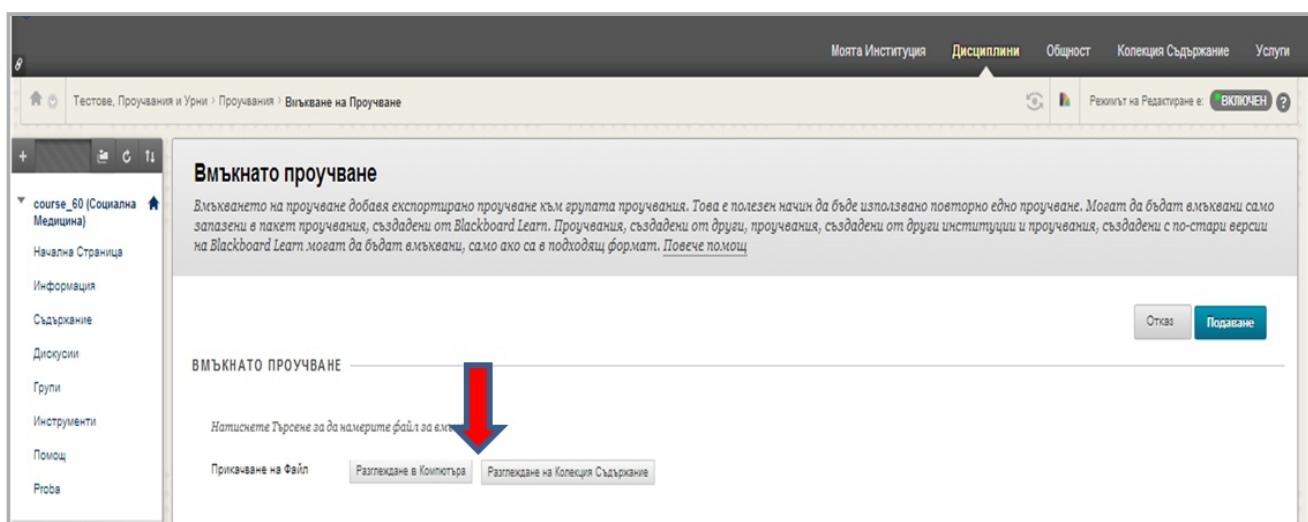 Моята Институция Дисциплини Общност Колекция Съдържание Услуги
Тестове, Проучвания и Урни > Проучвания > Вмъкване на Проучване
Режимът на Редактиране е: ВКЛЮЧЕН ?
Вмъкнато проучване
Вмъкването на проучване добавя експортирано проучване към групата проучвания. Това е полезен начин да бъде използвано повторно едно проучване. Могат да бъдат вмъквани само
запазени в пакет проучвания, създадени от Blackboard Learn. Проучвания, създадени от други, проучвания, създадени от други институции и проучвания, създадени с по-стари версии
на Blackboard Learn могат да бъдат вмъквани, само ако са в подходящ формат. Повече помощ
course_60 (Социална
Медицина)
Начална Страница
Информация
Съдържание
Дискусии
Групи
Инструменти
Помощ
Proba
Отказ Подаване
ВМЪКНАТО ПРОУЧВАНЕ
Натиснете Търсене за да намерите файл за
Прикачване на Файл Разглеждане в Компютъра Разглеждане на Колекция Съдържание